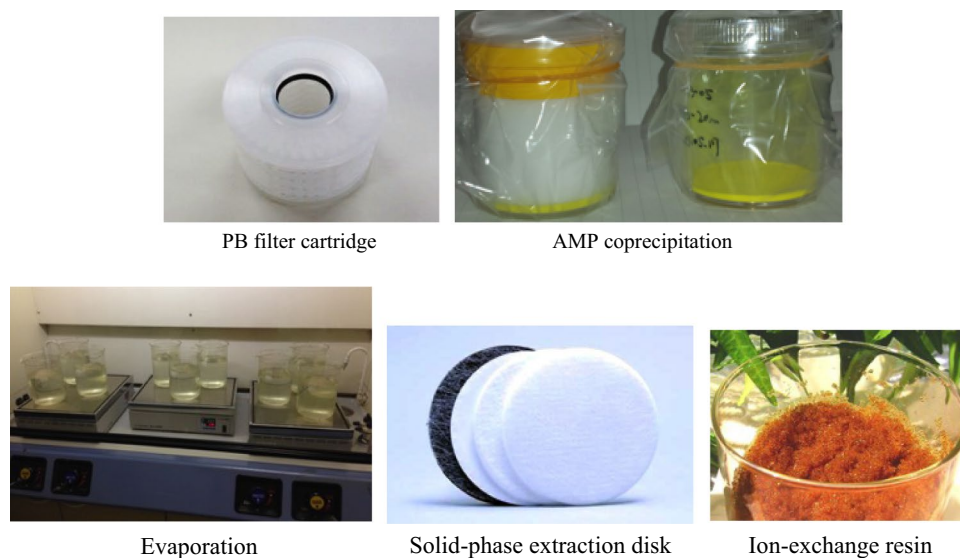 PB filter cartridge
AMP coprecipitation
Evaporation
Solid-phase extraction disk
Ion-exchange resin